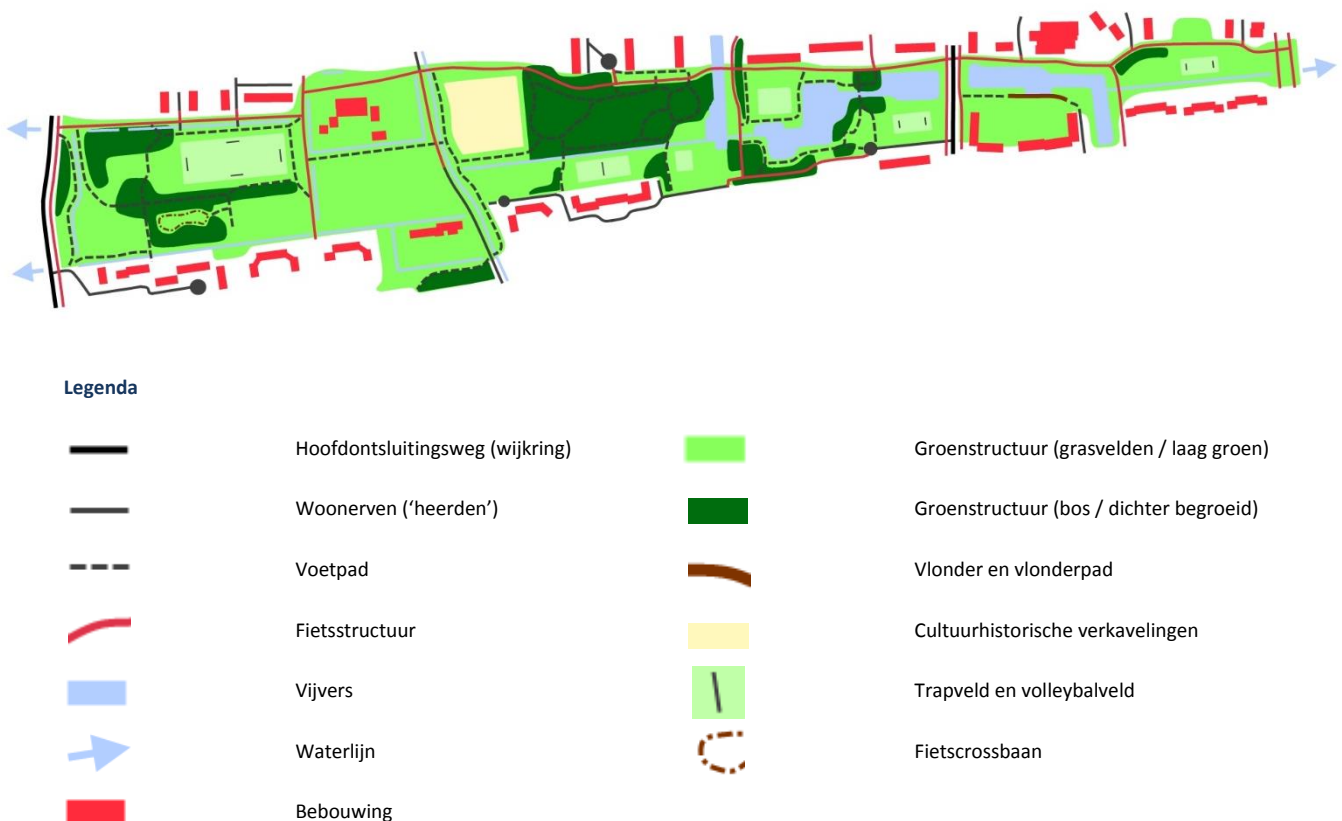 Legenda
Hoofdontsluitingsweg (wijkring)
Groenstructuur (grasvelden / laag groen)
Woonerven (‘heerden’)
Groenstructuur (bos / dichter begroeid)
Voetpad
Vlonder en vlonderpad
Fietsstructuur
Cultuurhistorische verkavelingen
Vijvers
Trapveld en volleybalveld
Waterlijn
Fietscrossbaan
Bebouwing